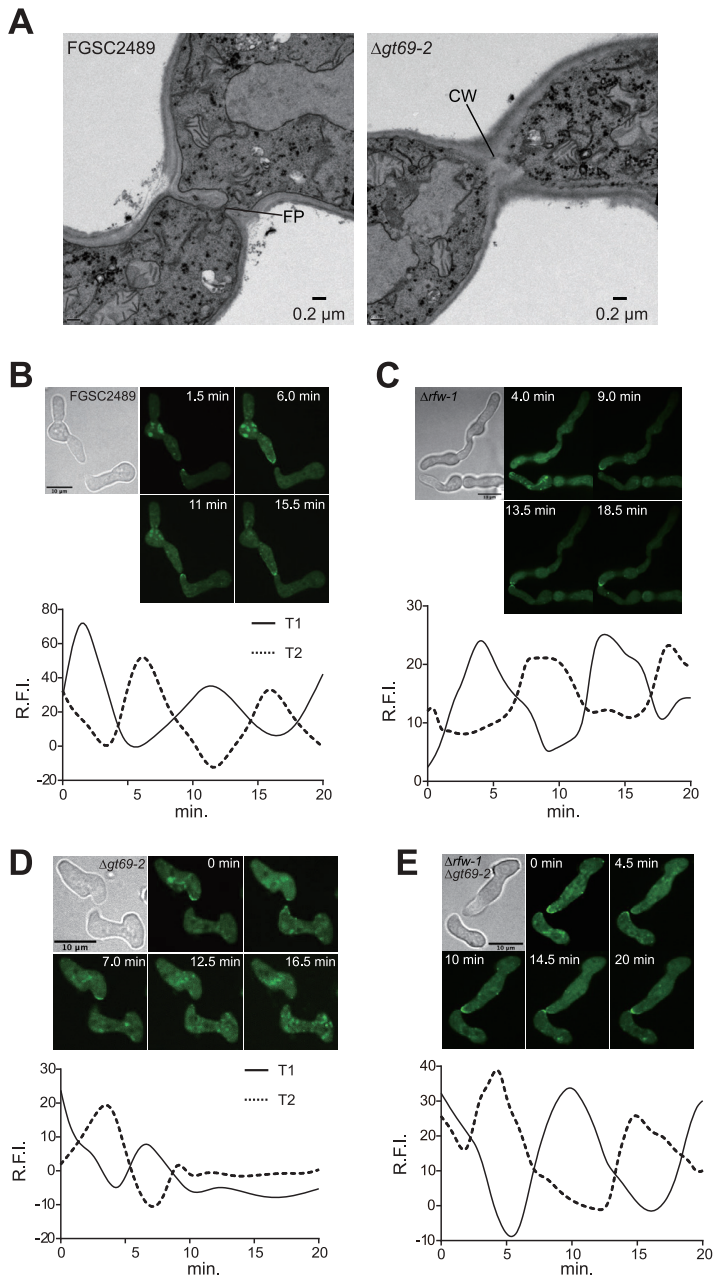 A
FGSC2489
Δgt69-2
CW
FP
0.2 µm
0.2 µm
B
FGSC2489
1.5 min
6.0 min
10 µm
11 min
15.5 min
80
60
40
20
0
-20
R.F.I.
T1
T2
0
5
10
15
20
min.
C
Δrfw-1
4.0 min
9.0 min
13.5 min
18.5 min
30
20
10
0
R.F.I.
0
5
10
15
20
min.
D
Δgt69-2
0 min
10 µm
7.0 min
12.5 min
16.5 min
30
20
10
0
-10
-20
R.F.I.
T1
T2
0
5
10
15
20
min.
E
Δrfw-1
Δgt69-2
0 min
4.5 min
10 µm
10 min
14.5 min
20 min
40
30
20
10
0
-10
R.F.I.
0
5
10
15
20
min.